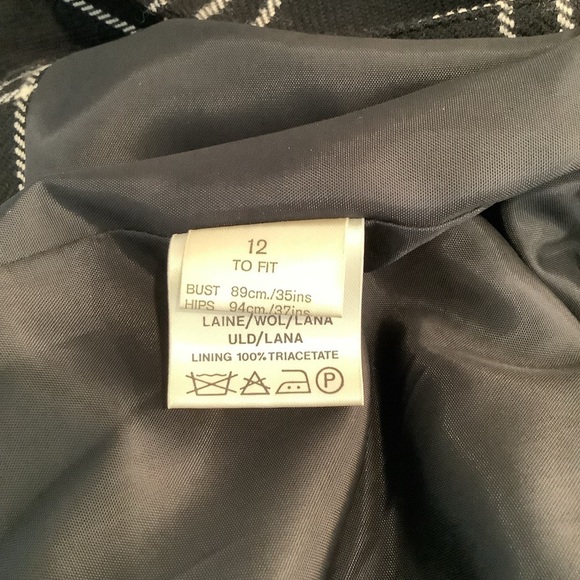 12
TO FIT
BUST 89cm./35ins
HIPS 94cm./37ins
LAINE/WOL/LANA
ULD/LANA
LINING 100% TRIACETATE
P